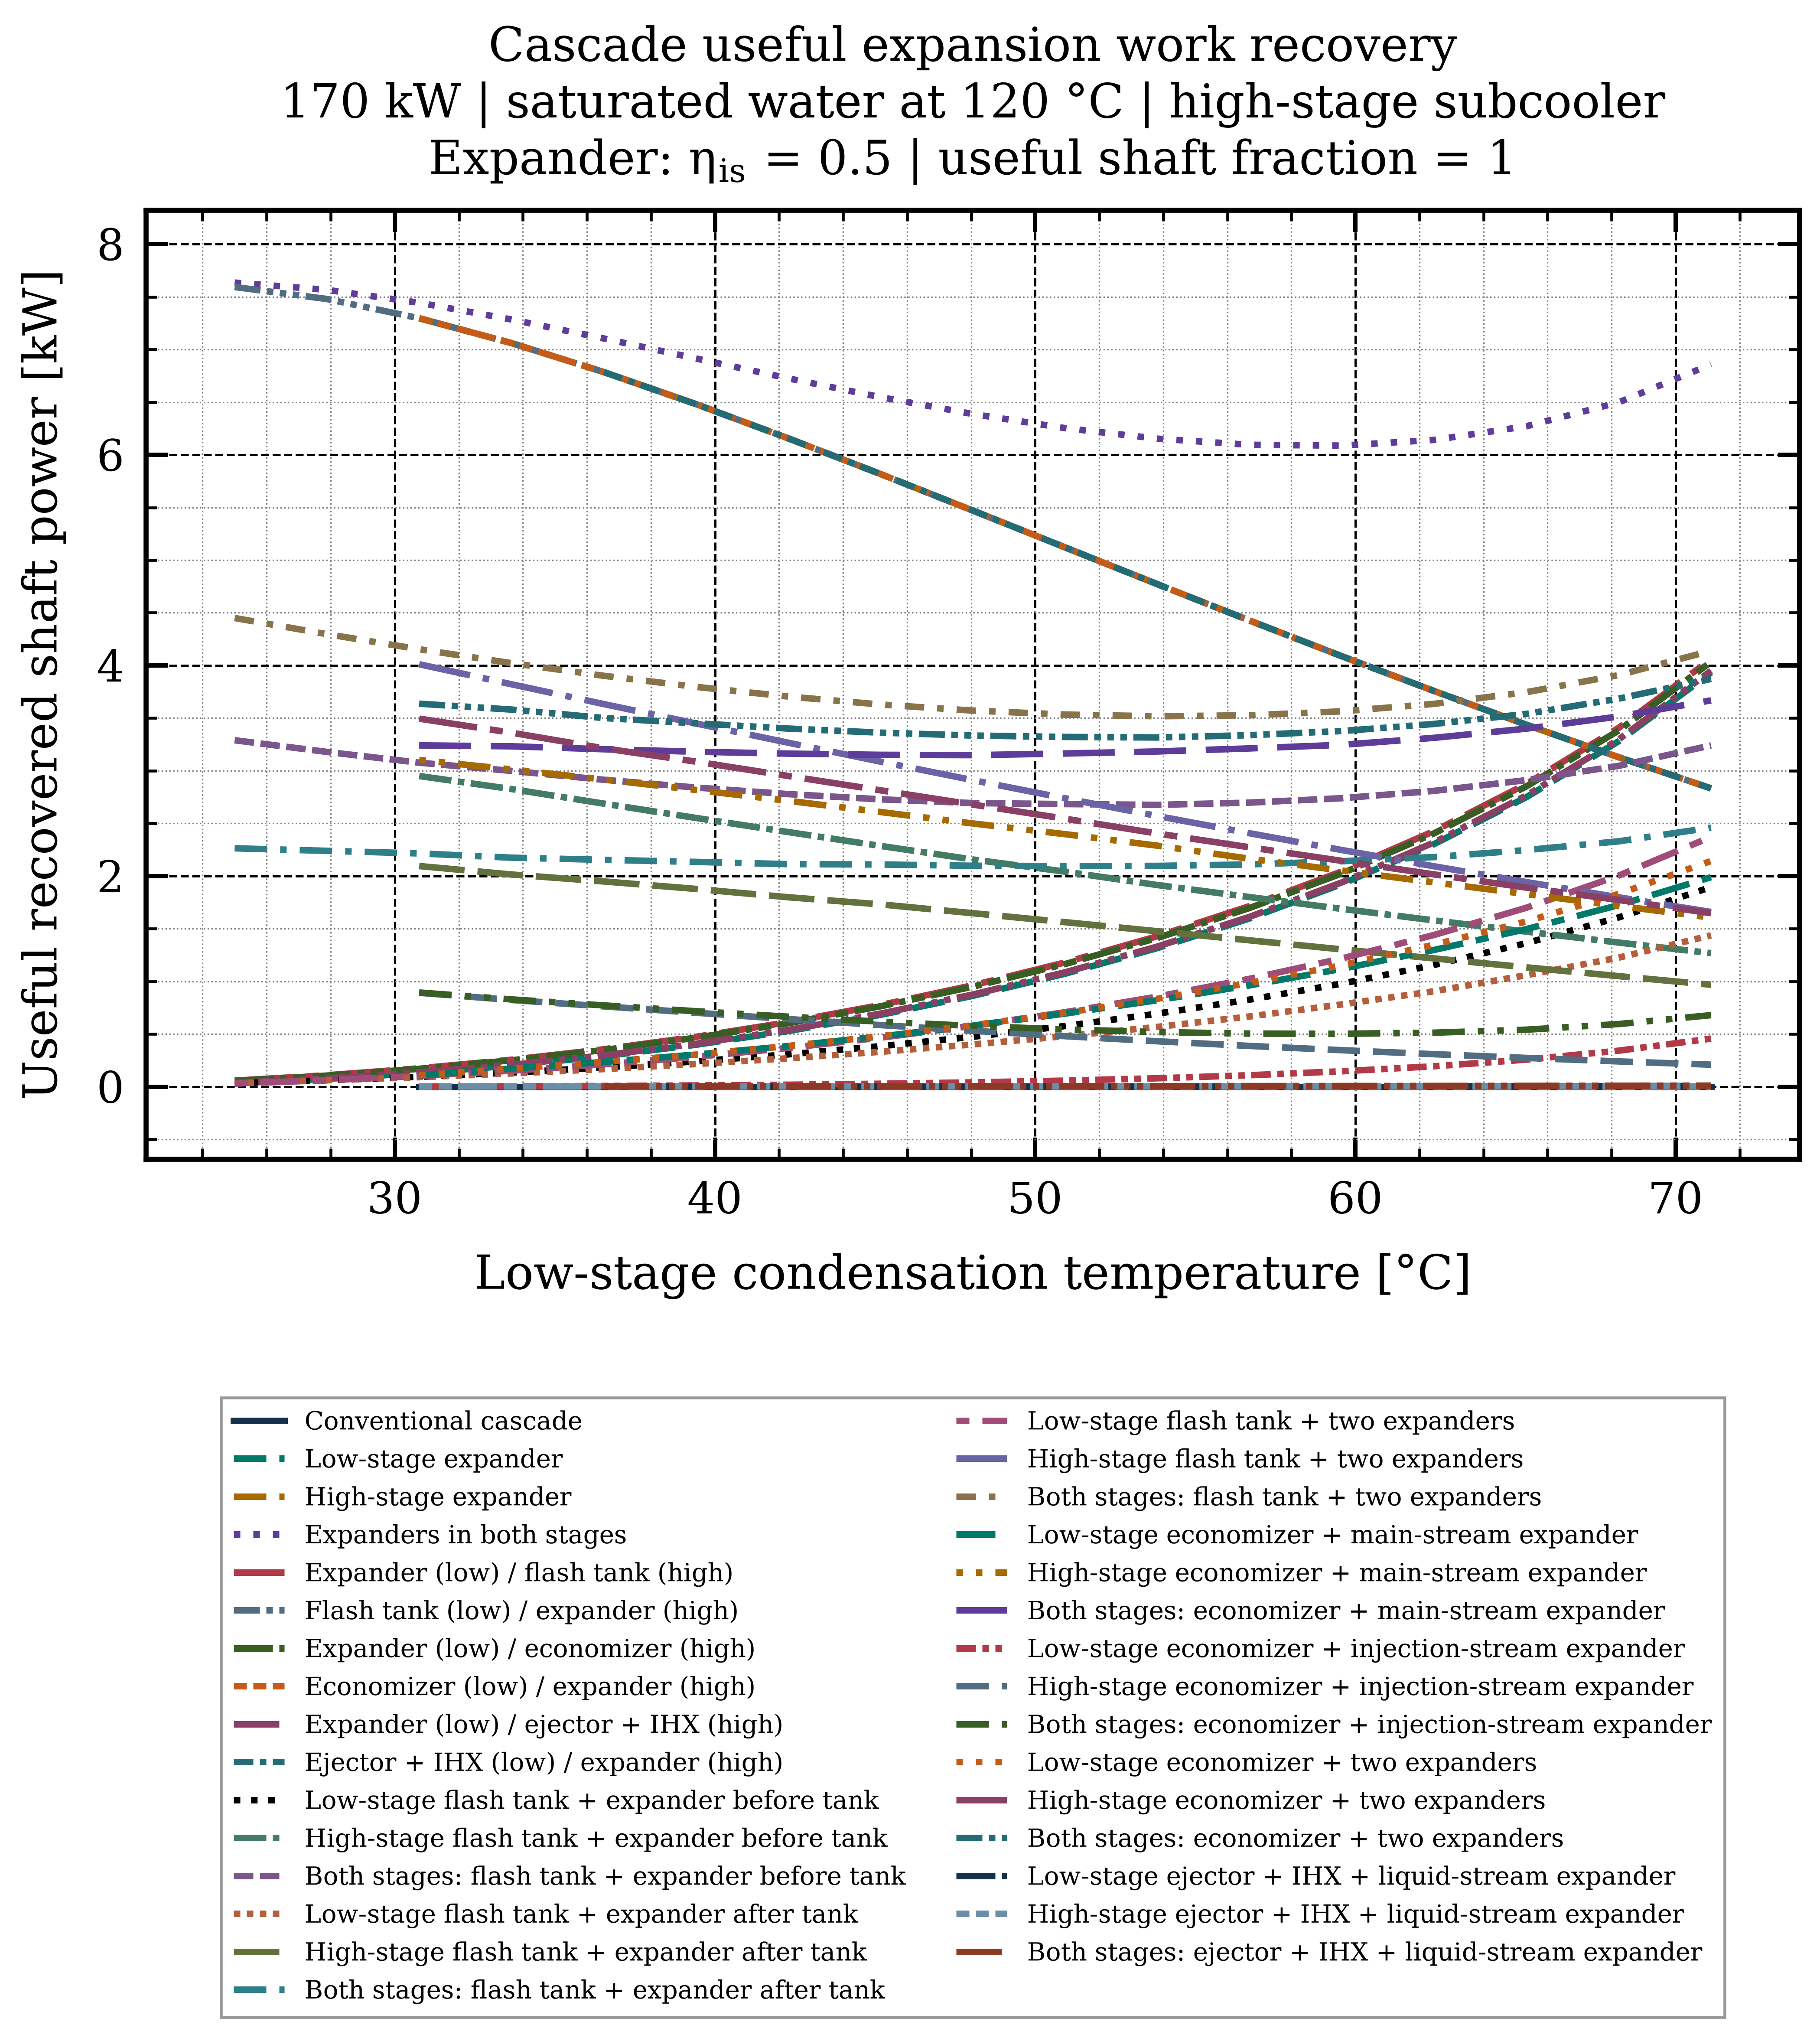 Cascade useful expansion work recovery
170 kW | saturated water at 120 °C | high-stage subcooler
Expander: ηis = 0.5 | useful shaft fraction = 1
Useful recovered shaft power [kW]
8
6
4
2
0
30 40 50 60 70
Low-stage condensation temperature [°C]
Conventional cascade
Low-stage expander
High-stage expander
Expanders in both stages
Expander (low) / flash tank (high)
Flash tank (low) / expander (high)
Expander (low) / economizer (high)
Economizer (low) / expander (high)
Expander (low) / ejector + IHX (high)
Ejector + IHX (low) / expander (high)
Low-stage flash tank + expander before tank
High-stage flash tank + expander before tank
Both stages: flash tank + expander before tank
Low-stage flash tank + expander after tank
High-stage flash tank + expander after tank
Both stages: flash tank + expander after tank
Low-stage flash tank + two expanders
High-stage flash tank + two expanders
Both stages: flash tank + two expanders
Low-stage economizer + main-stream expander
High-stage economizer + main-stream expander
Both stages: economizer + main-stream expander
Low-stage economizer + injection-stream expander
High-stage economizer + injection-stream expander
Both stages: economizer + injection-stream expander
Low-stage economizer + two expanders
High-stage economizer + two expanders
Both stages: economizer + two expanders
Low-stage ejector + IHX + liquid-stream expander
High-stage ejector + IHX + liquid-stream expander
Both stages: ejector + IHX + liquid-stream expander